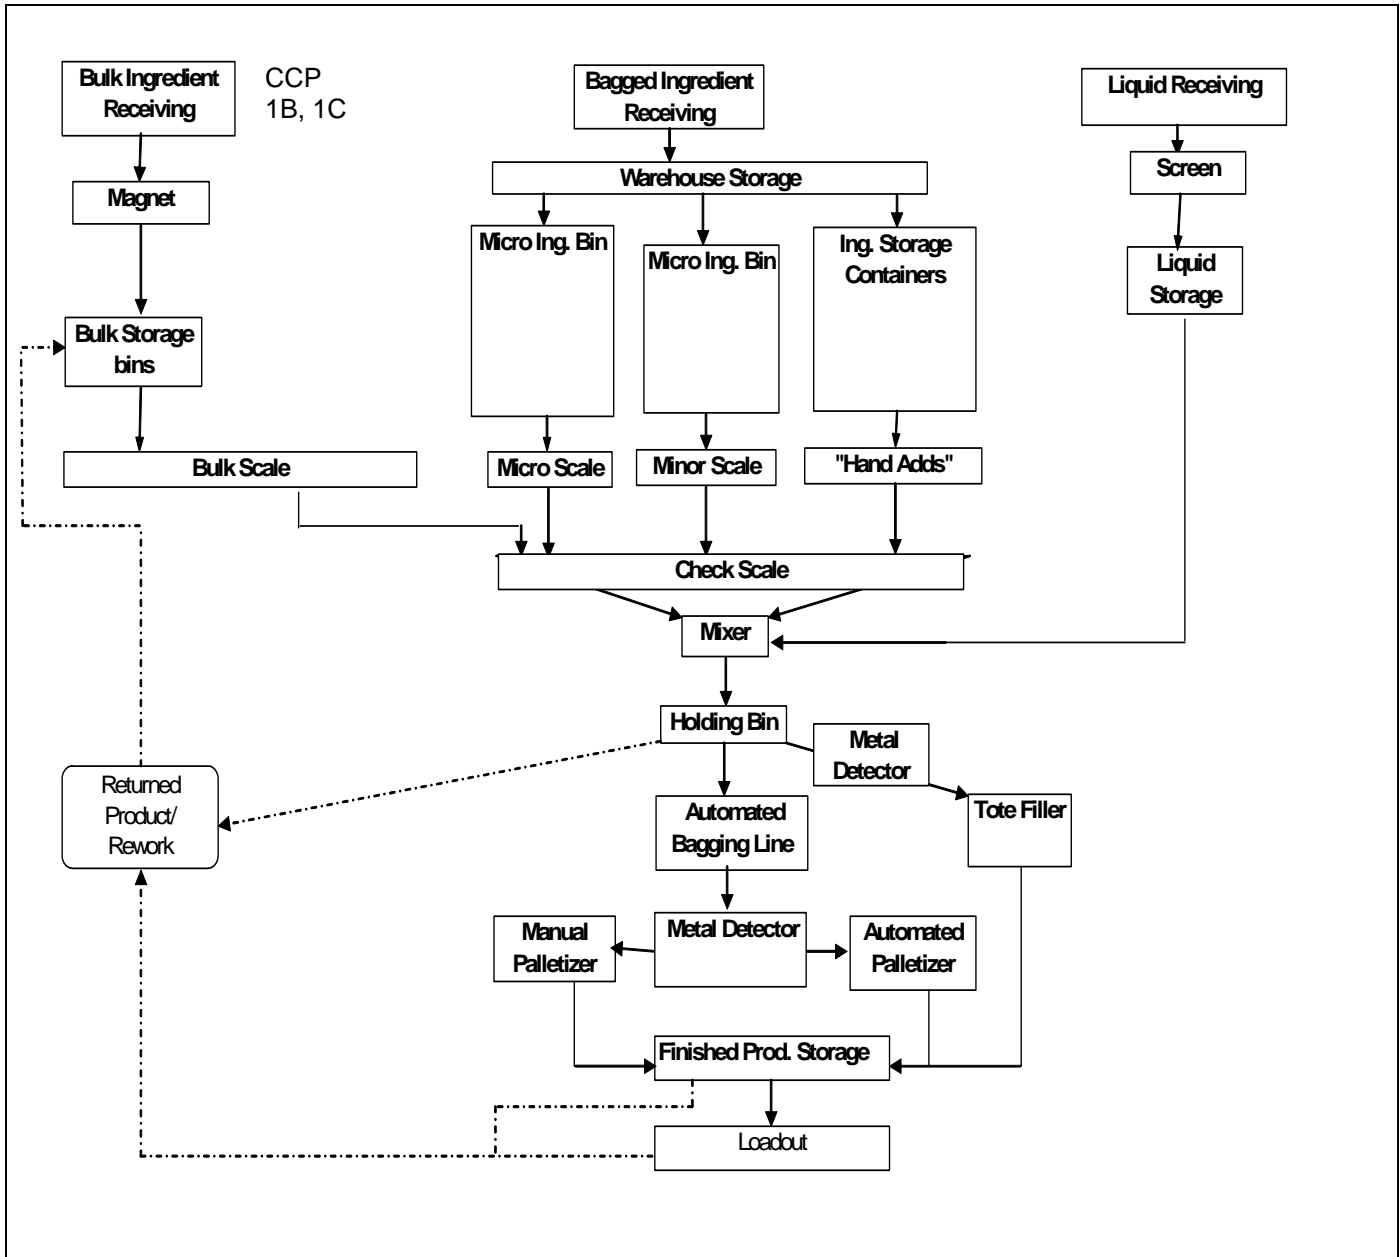 Bulk Ingredient
Receiving
CCP
1B, 1C
Bagged Ingredient
Receiving
Liquid Receiving
Magnet
Warehouse Storage
Screen
Micro Ing. Bin
Micro Ing. Bin
Ing. Storage
Containers
Liquid
Storage
Bulk Storage
bins
Bulk Scale
Micro Scale
Minor Scale
"Hand Adds"
Check Scale
Mixer
Holding Bin
Metal
Detector
Returned
Product/
Rework
Automated
Bagging Line
Tote Filler
Manual
Palletizer
Metal Detector
Automated
Palletizer
Finished Prod. Storage
Loadout